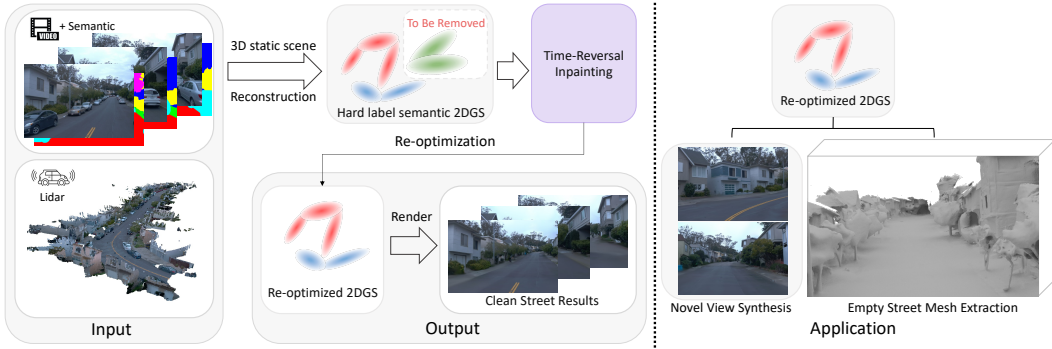 VIDEO
+ Semantic
Lidar
Input
3D static scene
Reconstruction
To Be Removed
Hard label semantic 2DGS
Time-Reversal
Inpainting
Re-optimization
Re-optimized 2DGS
Render
Clean Street Results
Output
Re-optimized 2DGS
Novel View Synthesis
Empty Street Mesh Extraction
Application